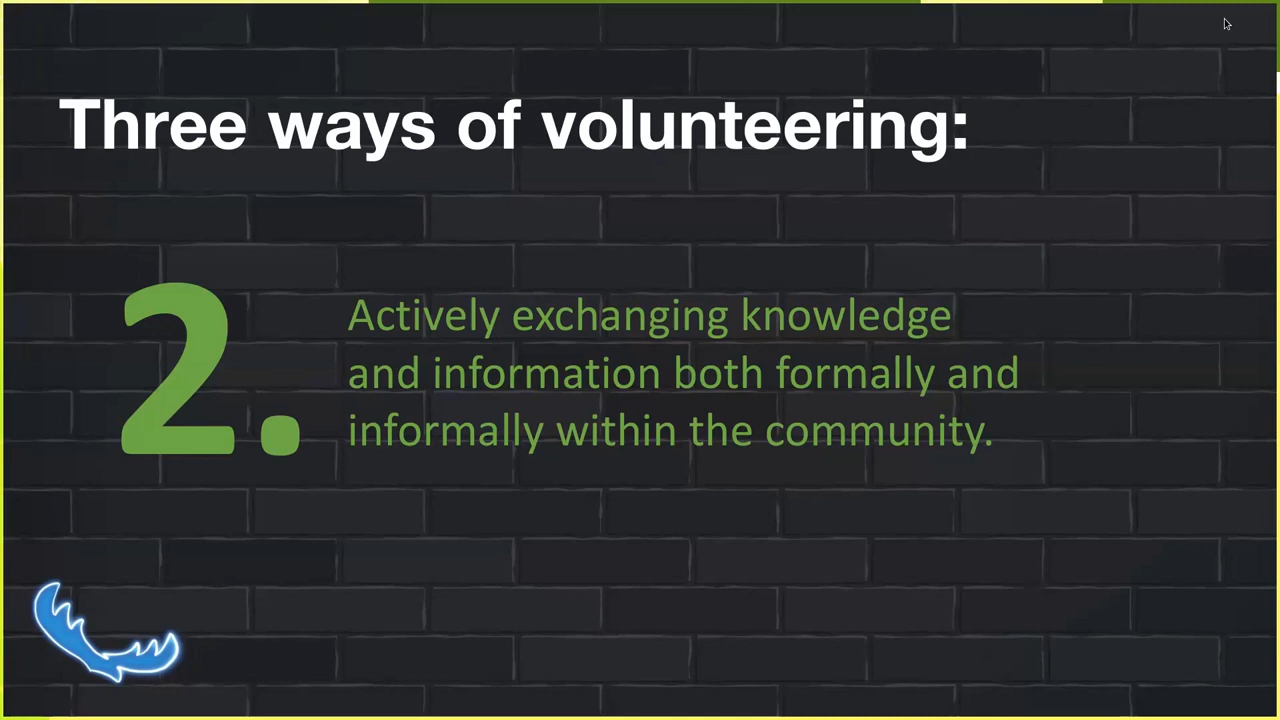 Three ways of volunteering:
2.
Actively exchanging knowledge
and information both formally and
informally within the community.